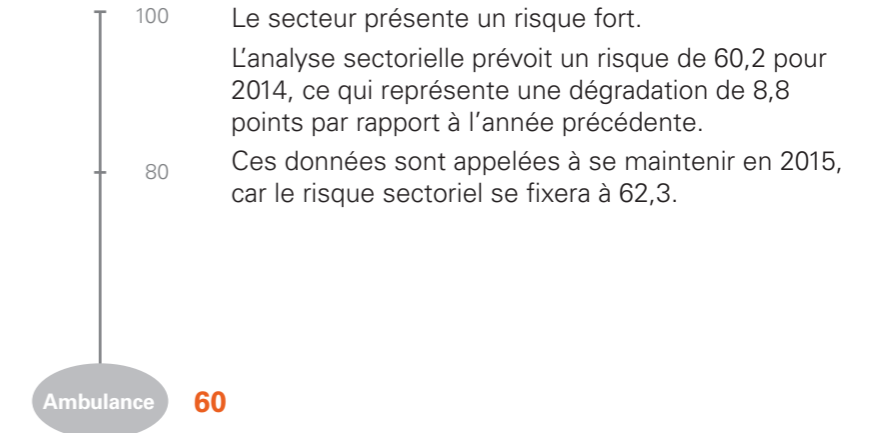 100
Le secteur présente un risque fort.
L’analyse sectorielle prévoit un risque de 60,2 pour
2014, ce qui représente une dégradation de 8,8
points par rapport à l’année précédente.
80
Ces données sont appelées à se maintenir en 2015,
car le risque sectoriel se fixera à 62,3.
Ambulance
60